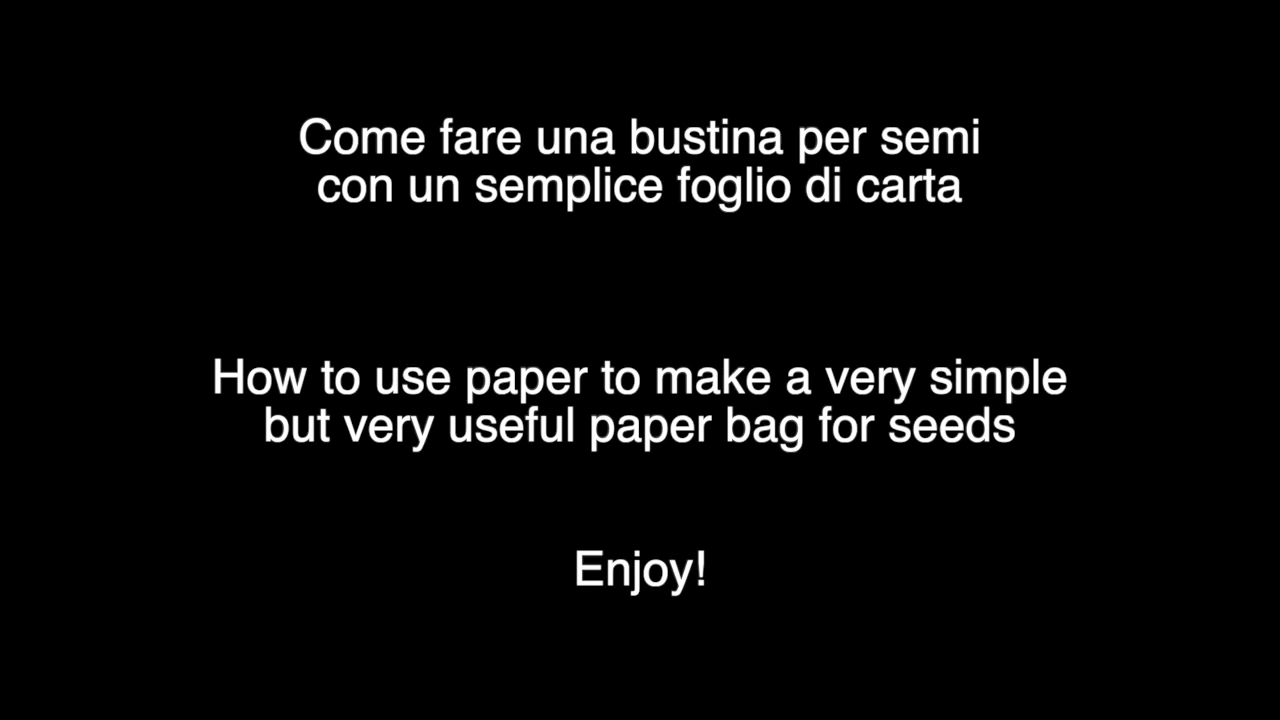 Come fare una bustina per semi
con un semplice foglio di carta
How to use paper to make a very simple
but very useful paper bag for seeds
Enjoy!